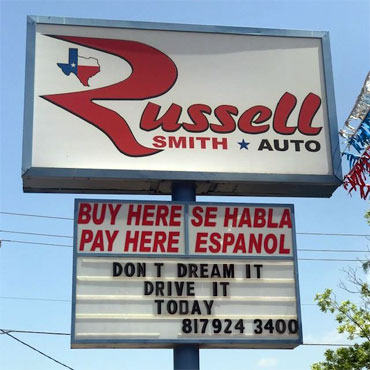 Russell
SMITH ★ AUTO
BUY HERE
PAY HERE
SE HABLA
ESPANOL
DON T DREAM IT
DRIVE IT
TODAY
817924 3400